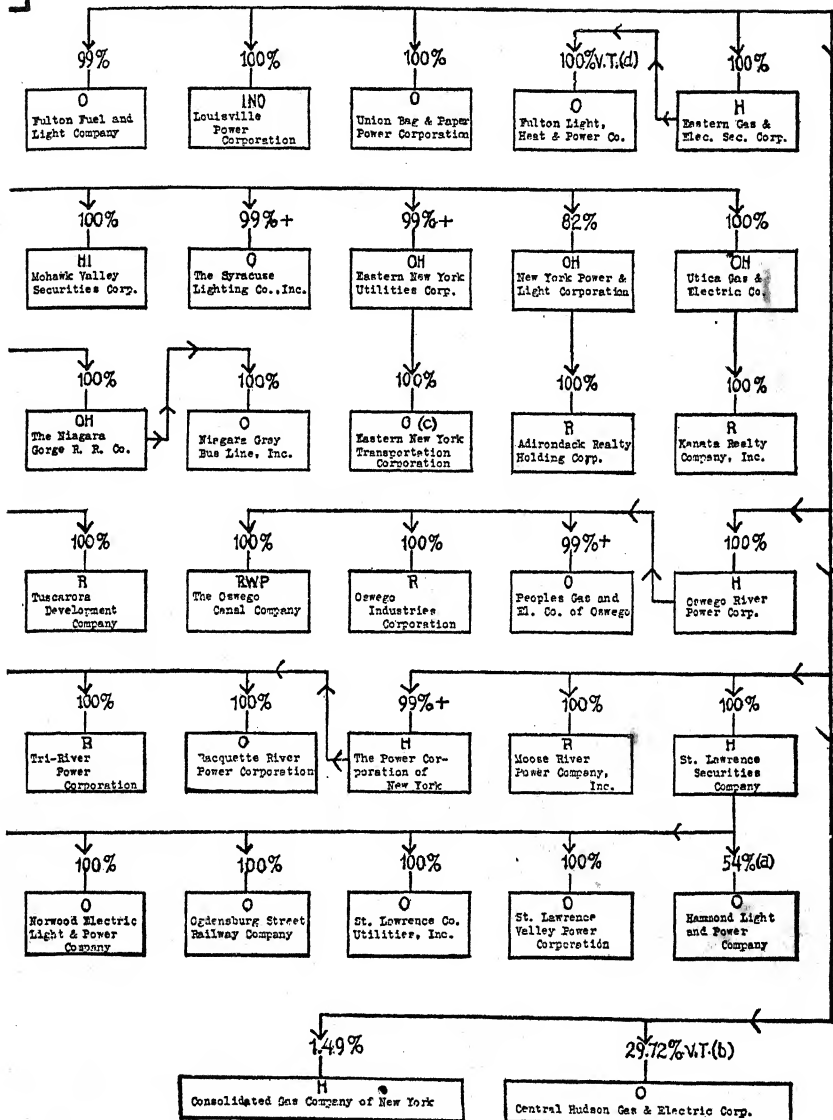 99% 100% 100% 100% V.T.(d) 100%
O
Fulton Fuel and
Light Company
INO
Louisville
Power
Corporation
O
Union Bag & Paper
Power Corporation
O
Fulton Light,
Heat & Power Co.
H
Eastern Gas &
Elec. Sec. Corp.
100% 99%+ 99%+ 82% 100%
HI
Mohawk Valley
Securities Corp.
O
The Syracuse
Lighting Co., Inc.
OH
Eastern New York
Utilities Corp.
OH
New York Power &
Light Corporation
OH
Utica Gas &
Electric Co.
100% 100% 100% 100% 100%
OH
The Niagara
Gorge R. R. Co.
O
Niagara Gray
Bus Line, Inc.
O (c)
Eastern New York
Transportation
Corporation
R
Adirondack Realty
Holding Corp.
R
Kanata Realty
Company, Inc.
100% 100% 100% 99%+ 100%
R
Tuscarora
Development
Company
RWP
The Oswego
Canal Company
R
Oswego
Industries
Corporation
O
Peoples Gas and
El. Co. of Oswego
H
Oswego River
Power Corp.
100% 100% 99%+ 100% 100%
R
Tri-River
Power
Corporation
O
Racquette River
Power Corporation
H
The Power Cor-
poration of
New York
R
Moose River
Power Company,
Inc.
H
St. Lawrence
Securities
Company
100% 100% 100% 100% 54%(a)
O
Norwood Electric
Light & Power
Company
O
Ogdensburg Street
Railway Company
O
St. Lawrence Co.
Utilities, Inc.
O
St. Lawrence
Valley Power
Corporation
O
Hammond Light
and Power
Company
1.49% 29.72% V.T.(b)
H
Consolidated Gas Company of New York
O
Central Hudson Gas & Electric Corp.